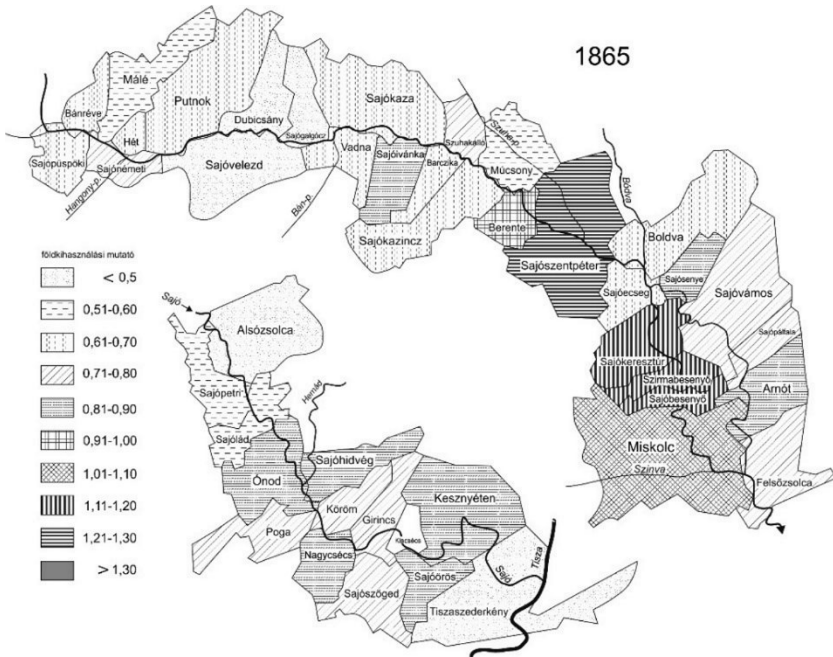 1865
Málé
Bánréve
Putnok
Sajókaza
Dubicsány
Sajógalgócz
Hét
Sajópüspöki
Sajónémeti
Sajóvelezd
Vadna
Sajóivánka
Barczika
Szuhakálló
Szuha-p.
Múcsony
Hangony-p.
Bán-p.
Sajókazincz
Berente
Bódva
Boldva
Sajószentpéter
Sajóecseg
Sajósenye
Sajóvámos
Sajópálfala
földkihasználási mutató
< 0,5
0,51-0,60
0,61-0,70
0,71-0,80
0,81-0,90
0,91-1,00
1,01-1,10
1,11-1,20
1,21-1,30
> 1,30
Sajó
Alsózsolca
Sajókeresztúr
Szirmabesenyő
Sajóbesenyő
Arnót
Hernád
Sajópetri
Sajólád
Miskolc
Szinva
Felsőzsolca
Sajóhidvég
Ónod
Kesznyéten
Köröm
Girincs
Poga
Kiscsécs
Nagycsécs
Sajóörös
Sajó
Tisza
Sajószöged
Tiszaszederkény